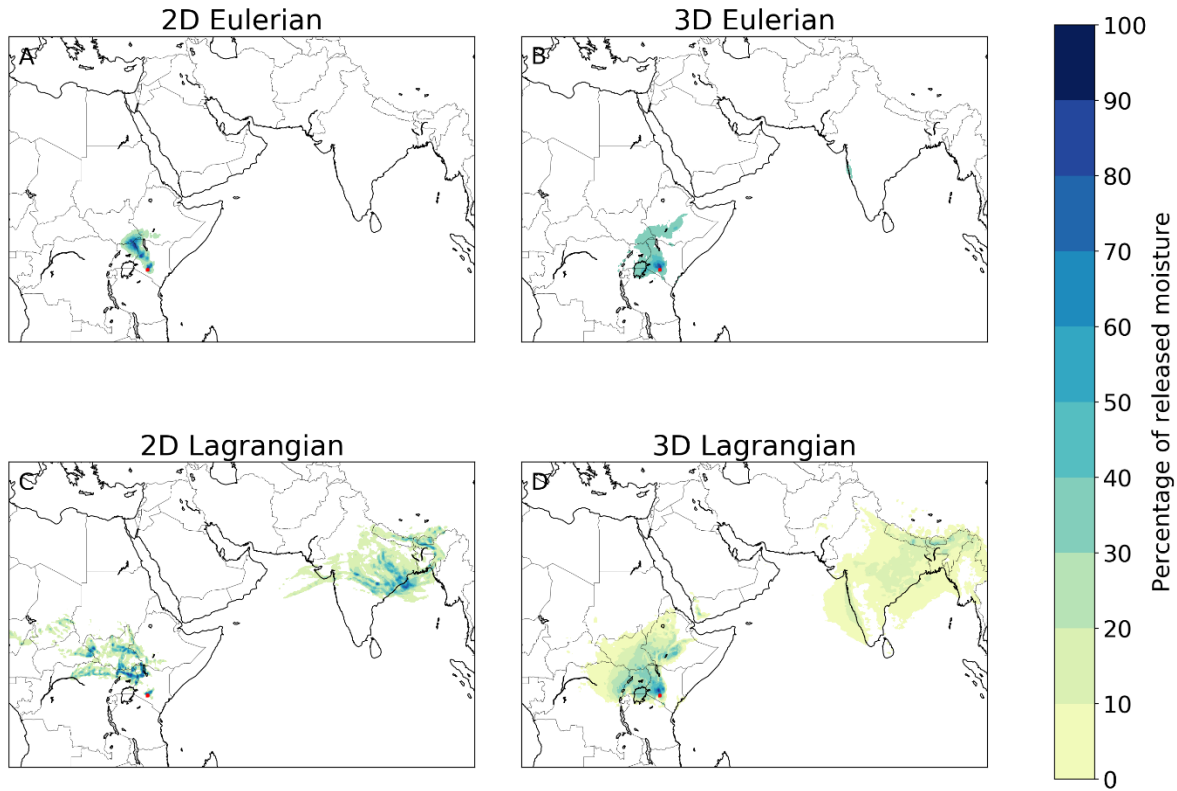 2D Eulerian
3D Eulerian
A
B
2D Lagrangian
3D Lagrangian
C
D
100
90
80
70
60
50
40
30
20
10
0
Percentage of released moisture